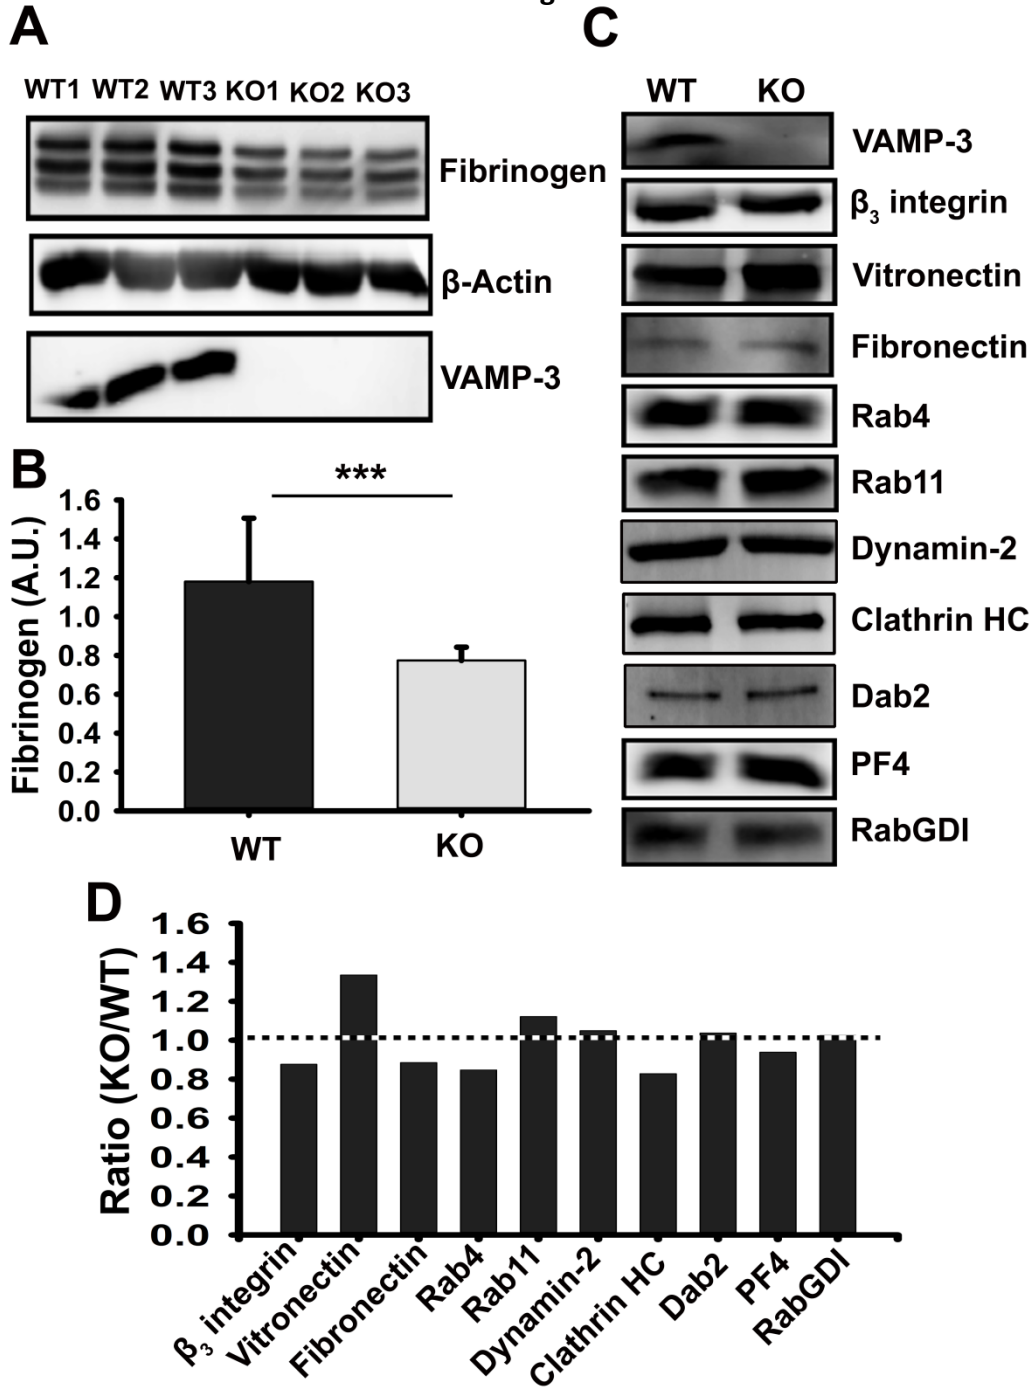 g
A
WT1 WT2 WT3 KO1 KO2 KO3
Fibrinogen
β-Actin
VAMP-3
B
***
Fibrinogen (A.U.)
1.6
1.4
1.2
1.0
0.8
0.6
0.4
0.2
0.0
WT KO
C
WT KO
VAMP-3
β3 integrin
Vitronectin
Fibronectin
Rab4
Rab11
Dynamin-2
Clathrin HC
Dab2
PF4
RabGDI
D
Ratio (KO/WT)
1.6
1.4
1.2
1.0
0.8
0.6
0.4
0.2
0.0
β3 integrin
Vitronectin
Fibronectin
Rab4
Rab11
Dynamin-2
Clathrin HC
Dab2
PF4
RabGDI